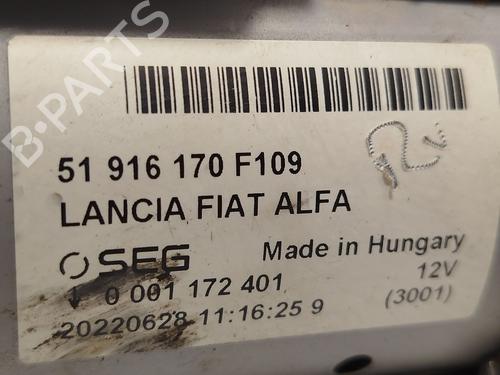 B-PARTS
51 916 170 F109
LANCIA FIAT ALFA
SEG Made in Hungary
0 001 172 401 12V
20220628 11:16:25 9 (3001)